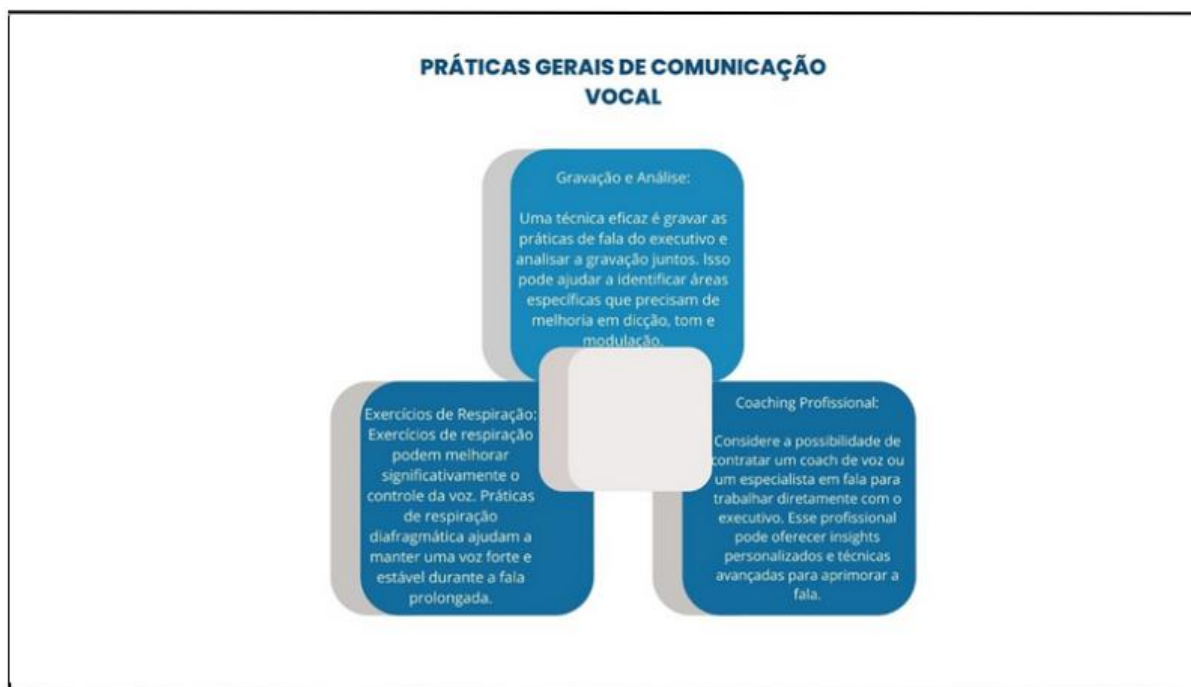 PRÁTICAS GERAIS DE COMUNICAÇÃO
VOCAL
Gravação e Análise:
Uma técnica eficaz é gravar as
práticas de fala do executivo e
analisar a gravação juntos. Isso
pode ajudar a identificar áreas
específicas que precisam de
melhoria em dicção, tom e
modulação.
Exercícios de Respiração:
Exercícios de respiração
podem melhorar
significativamente o
controle da voz. Práticas
de respiração
diafragmática ajudam a
manter uma voz forte e
estável durante a fala
prolongada.
Coaching Profissional:
Considere a possibilidade de
contratar um coach de voz ou
um especialista em fala para
trabalhar diretamente com o
executivo. Esse profissional
pode oferecer insights
personalizados e técnicas
avançadas para aprimorar a
fala.